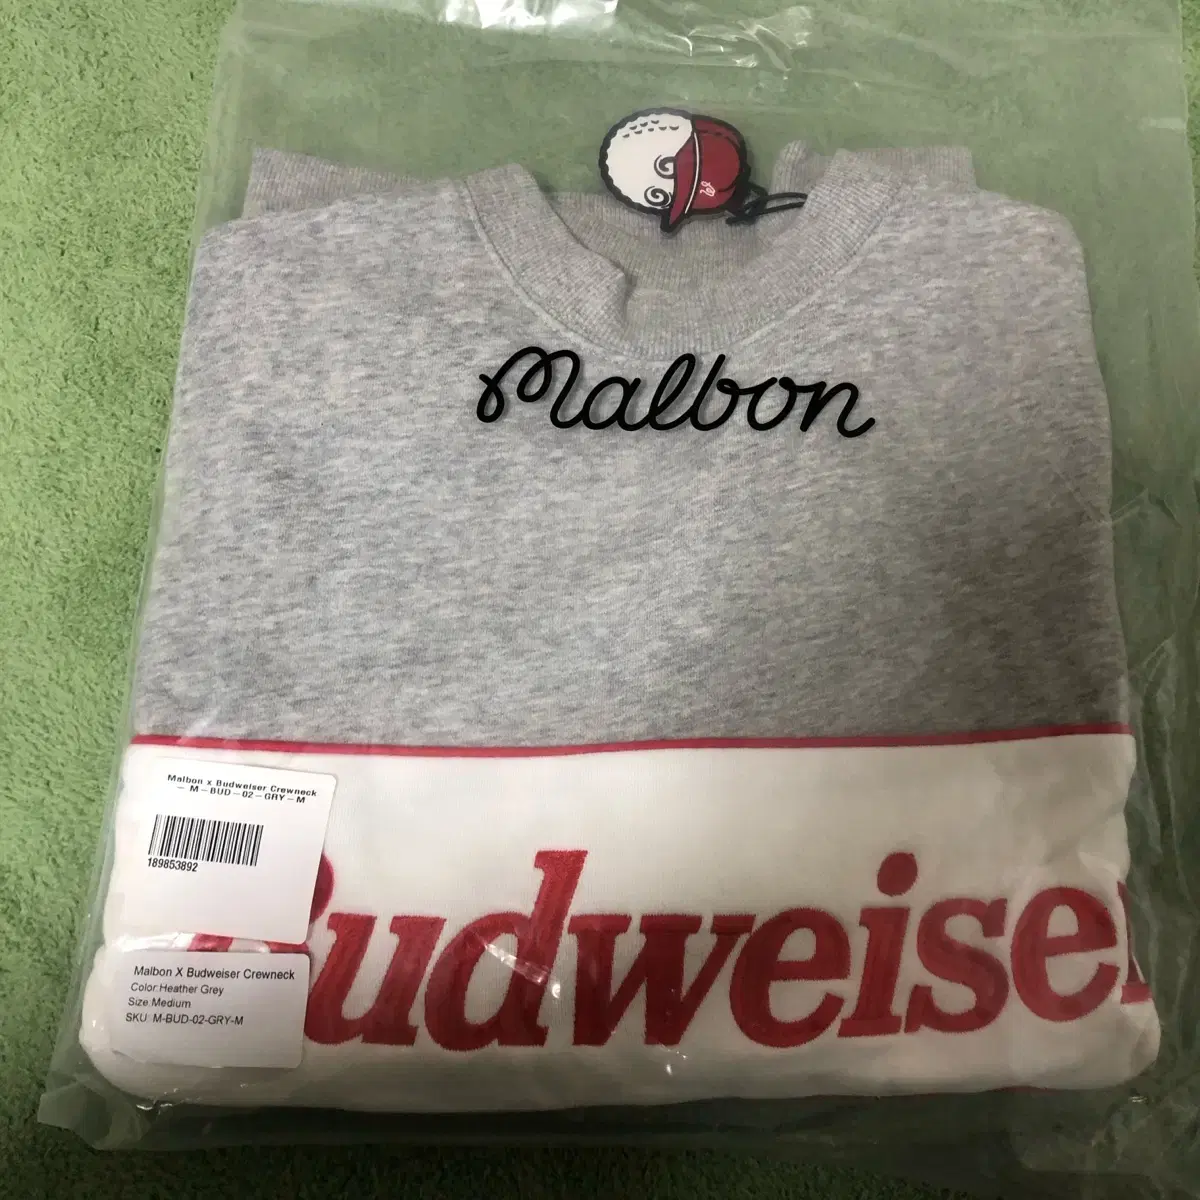 Malbon
Malbon x Budweiser Crewneck
- M-BUD-02-GRY-M
189853892
Budweiser
Malbon X Budweiser Crewneck
Color:Heather Grey
Size:Medium
SKU: M-BUD-02-GRY-M